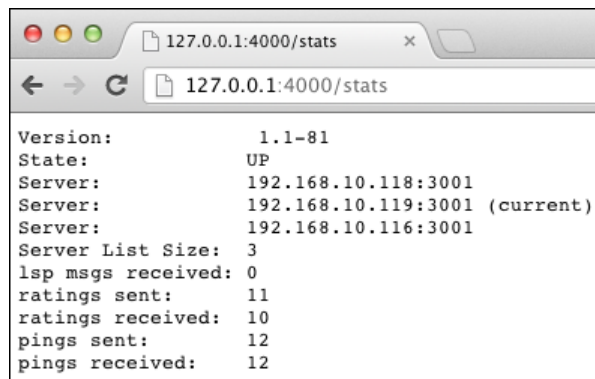 127.0.0.1:4000/stats
127.0.0.1:4000/stats
Version: 1.1-81
State: UP
Server: 192.168.10.118:3001
Server: 192.168.10.119:3001 (current)
Server: 192.168.10.116:3001
Server List Size: 3
lsp msgs received: 0
ratings sent: 11
ratings received: 10
pings sent: 12
pings received: 12